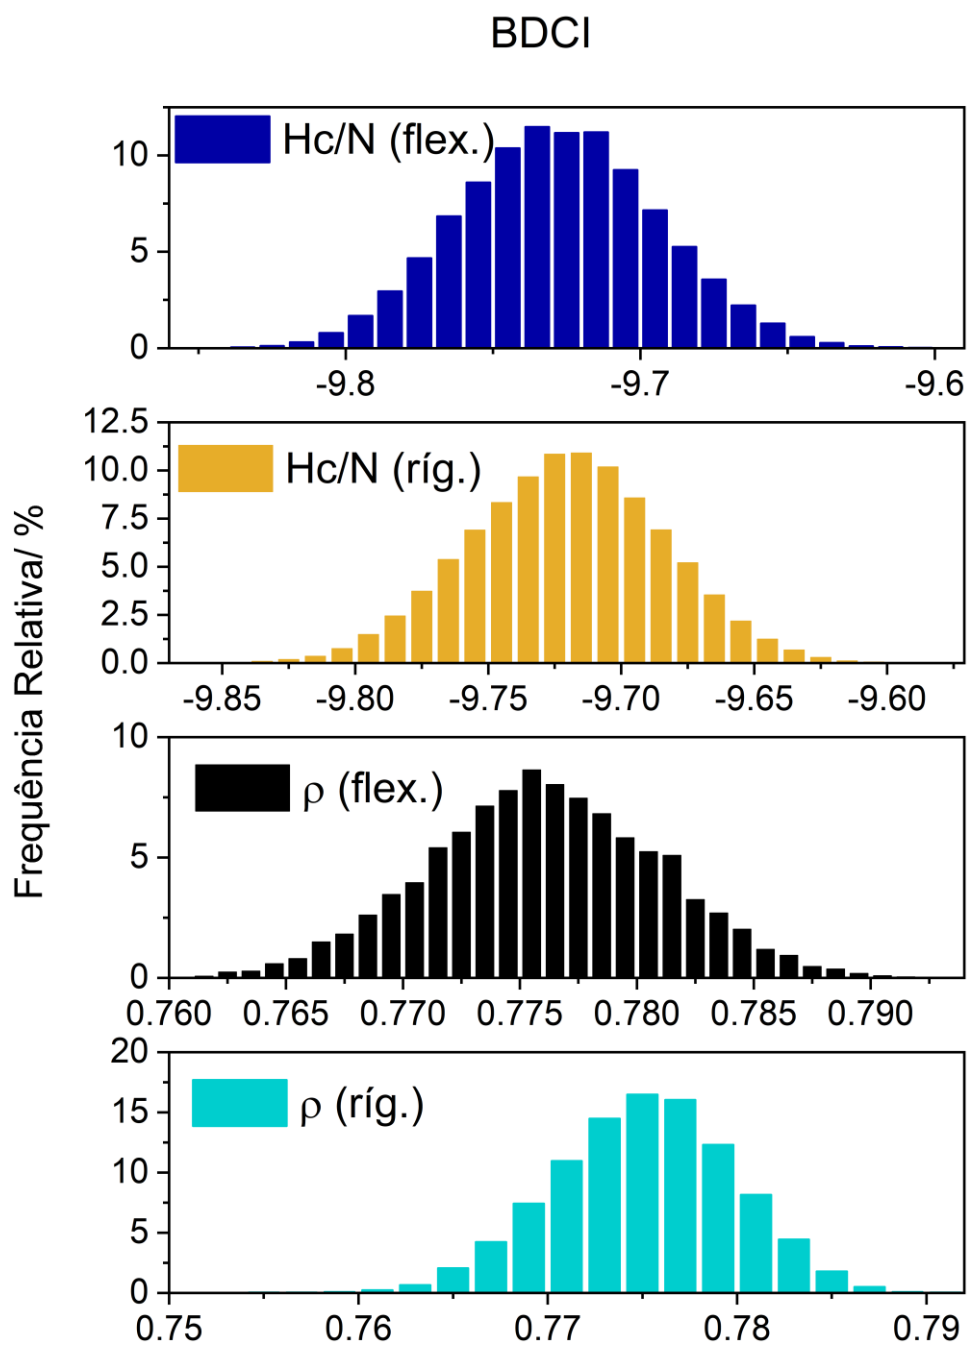 BDCI
Frequência Relativa/ %
Hc/N (flex.)
10
5
0
-9.8 -9.7 -9.6
Hc/N (ríg.)
12.5
10.0
7.5
5.0
2.5
0.0
-9.85 -9.80 -9.75 -9.70 -9.65 -9.60
ρ (flex.)
10
5
0
0.760 0.765 0.770 0.775 0.780 0.785 0.790
ρ (ríg.)
20
15
10
5
0
0.75 0.76 0.77 0.78 0.79